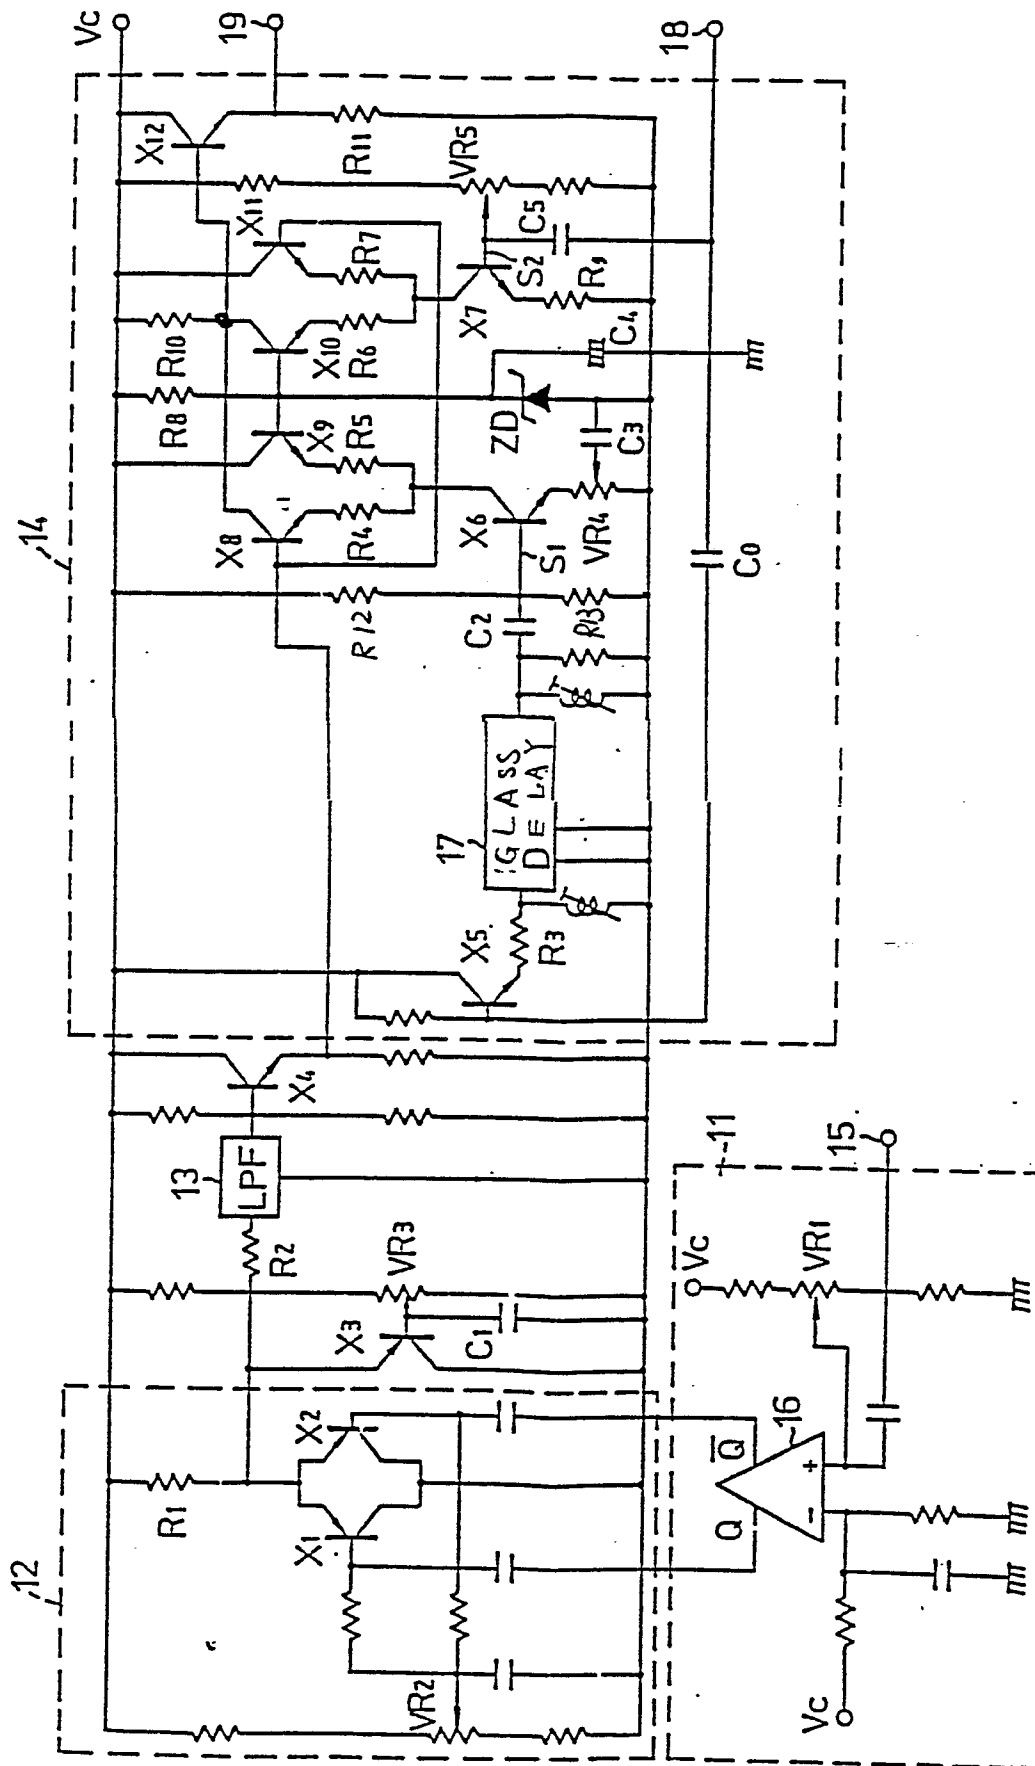 12
R1
X1
X2
VR2
X3
VR3
C1
R2
13
LPF
X4
14
X5
R3
17
GLASS
DELAY
C2
R12
R13
S1
X6
VR4
C3
X8
R4
X9
R5
R8
ZD
C4
R10
X10
R6
X11
R7
X7
S2
R9
C5
VR5
R11
X12
Vc
19
18
C0
11
Vc
VR1
15
16
Q
Q̅
+
-
Vc